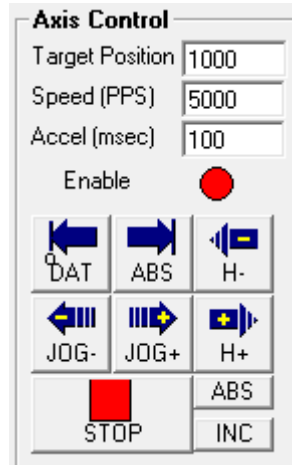 Axis Control
Target Position 1000
Speed (PPS) 5000
Accel (msec) 100
Enable
DAT ABS H-
JOG- JOG+ H+
STOP
ABS
INC